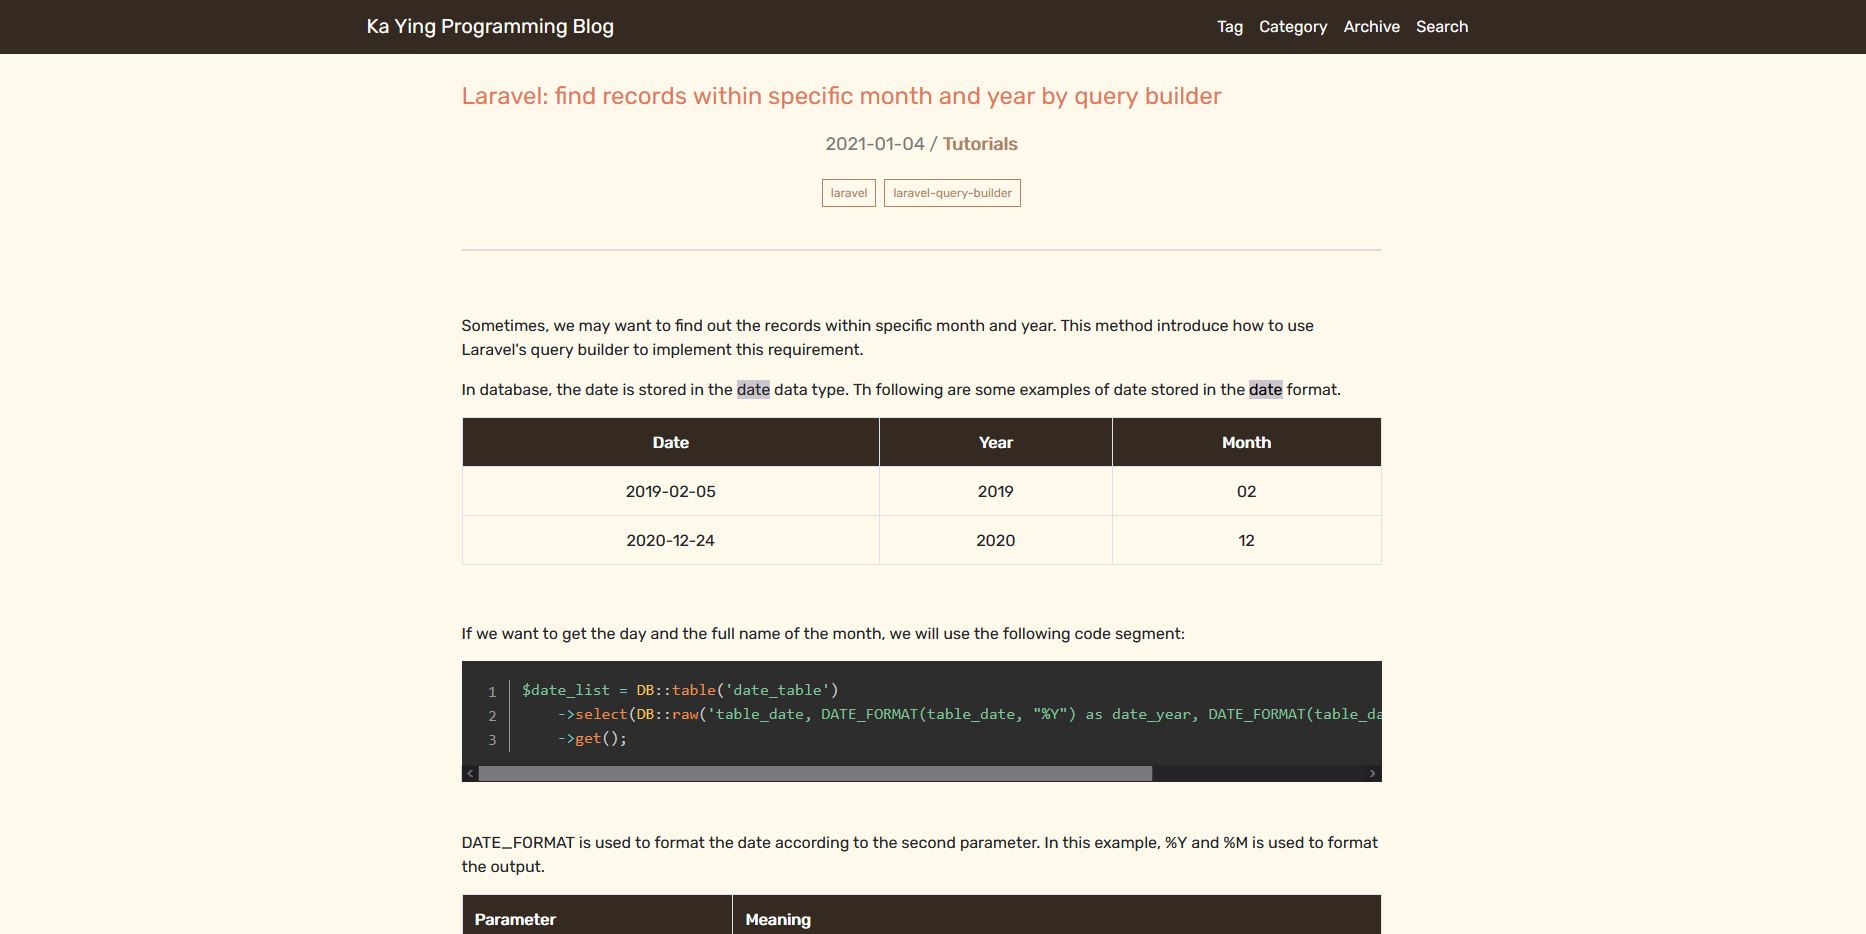 Ka Ying Programming Blog
Tag Category Archive Search
Laravel: find records within specific month and year by query builder
2021-01-04 / Tutorials
laravel laravel-query-builder
Sometimes, we may want to find out the records within specific month and year. This method introduce how to use
Laravel's query builder to implement this requirement.
In database, the date is stored in the date data type. Th following are some examples of date stored in the date format.
Date Year Month
2019-02-05 2019 02
2020-12-24 2020 12
If we want to get the day and the full name of the month, we will use the following code segment:
1 $date_list = DB::table('date_table')
2 ->select(DB::raw('table_date, DATE_FORMAT(table_date, "%Y") as date_year, DATE_FORMAT(table_da
3 ->get();
DATE_FORMAT is used to format the date according to the second parameter. In this example, %Y and %M is used to format
the output.
Parameter Meaning